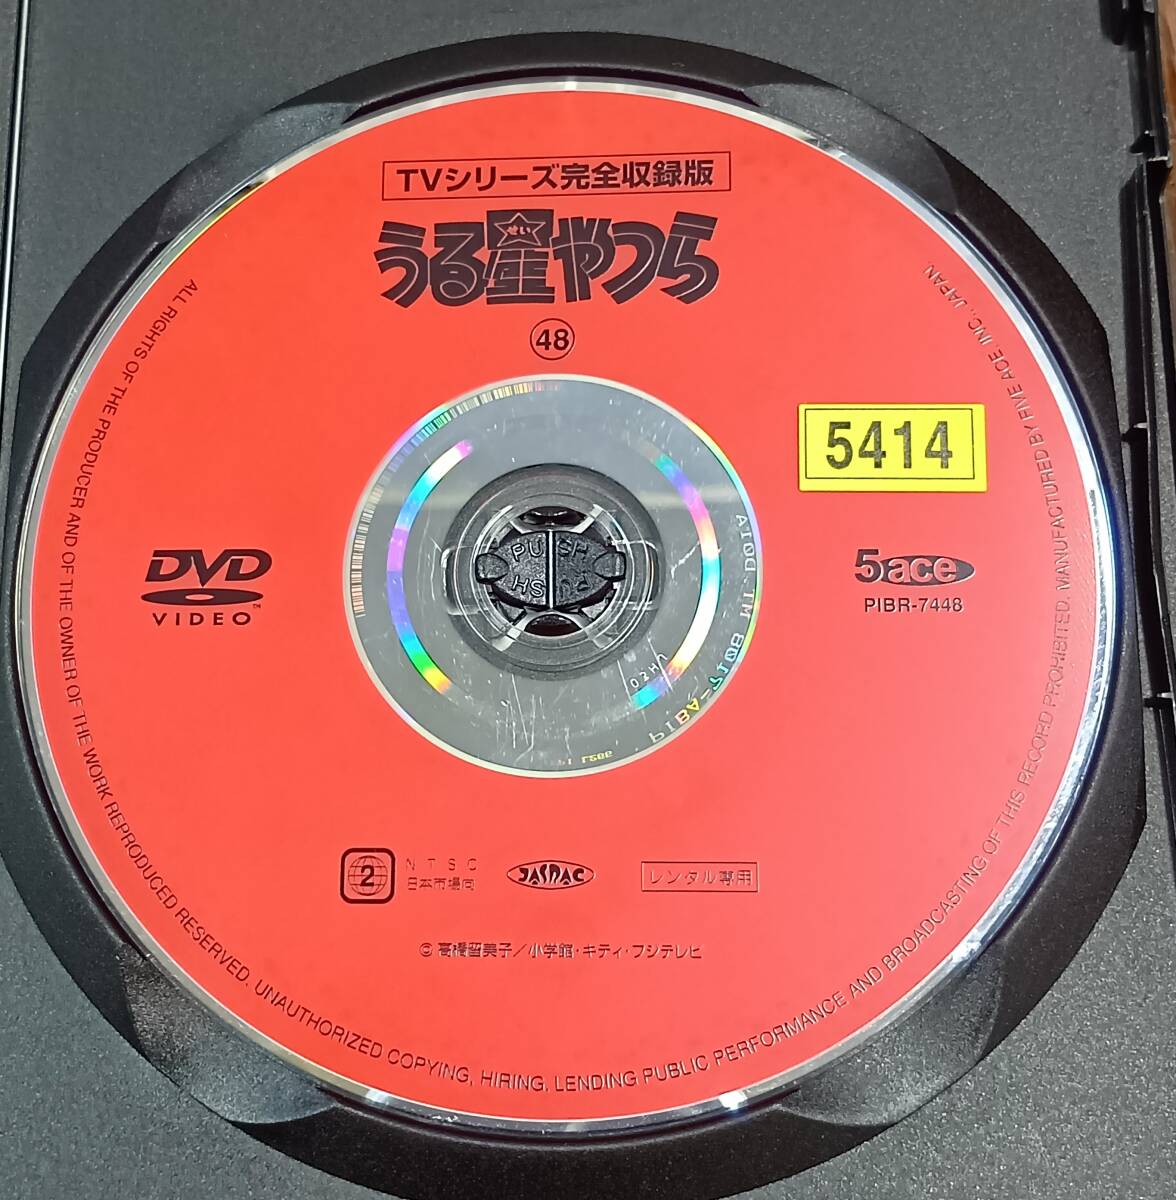 TVシリーズ完全収録版
うる星やつら
せい
48
5414
DVD
VIDEO
TM
5ace
PIBR-7448
PUSH
PUSH
2
NTSC
日本市場向
JASRAC
レンタル専用
©高橋留美子／小学館・キティ・フジテレビ
ALL RIGHTS OF THE PRODUCER AND OF THE OWNER OF THE WORK REPRODUCED RESERVED. UNAUTHORIZED COPYING, HIRING, LENDING PUBLIC PERFORMANCE AND BROADCASTING OF THIS RECORD PROHIBITED. MANUFACTURED BY FIVE ACE. INC., JAPAN.